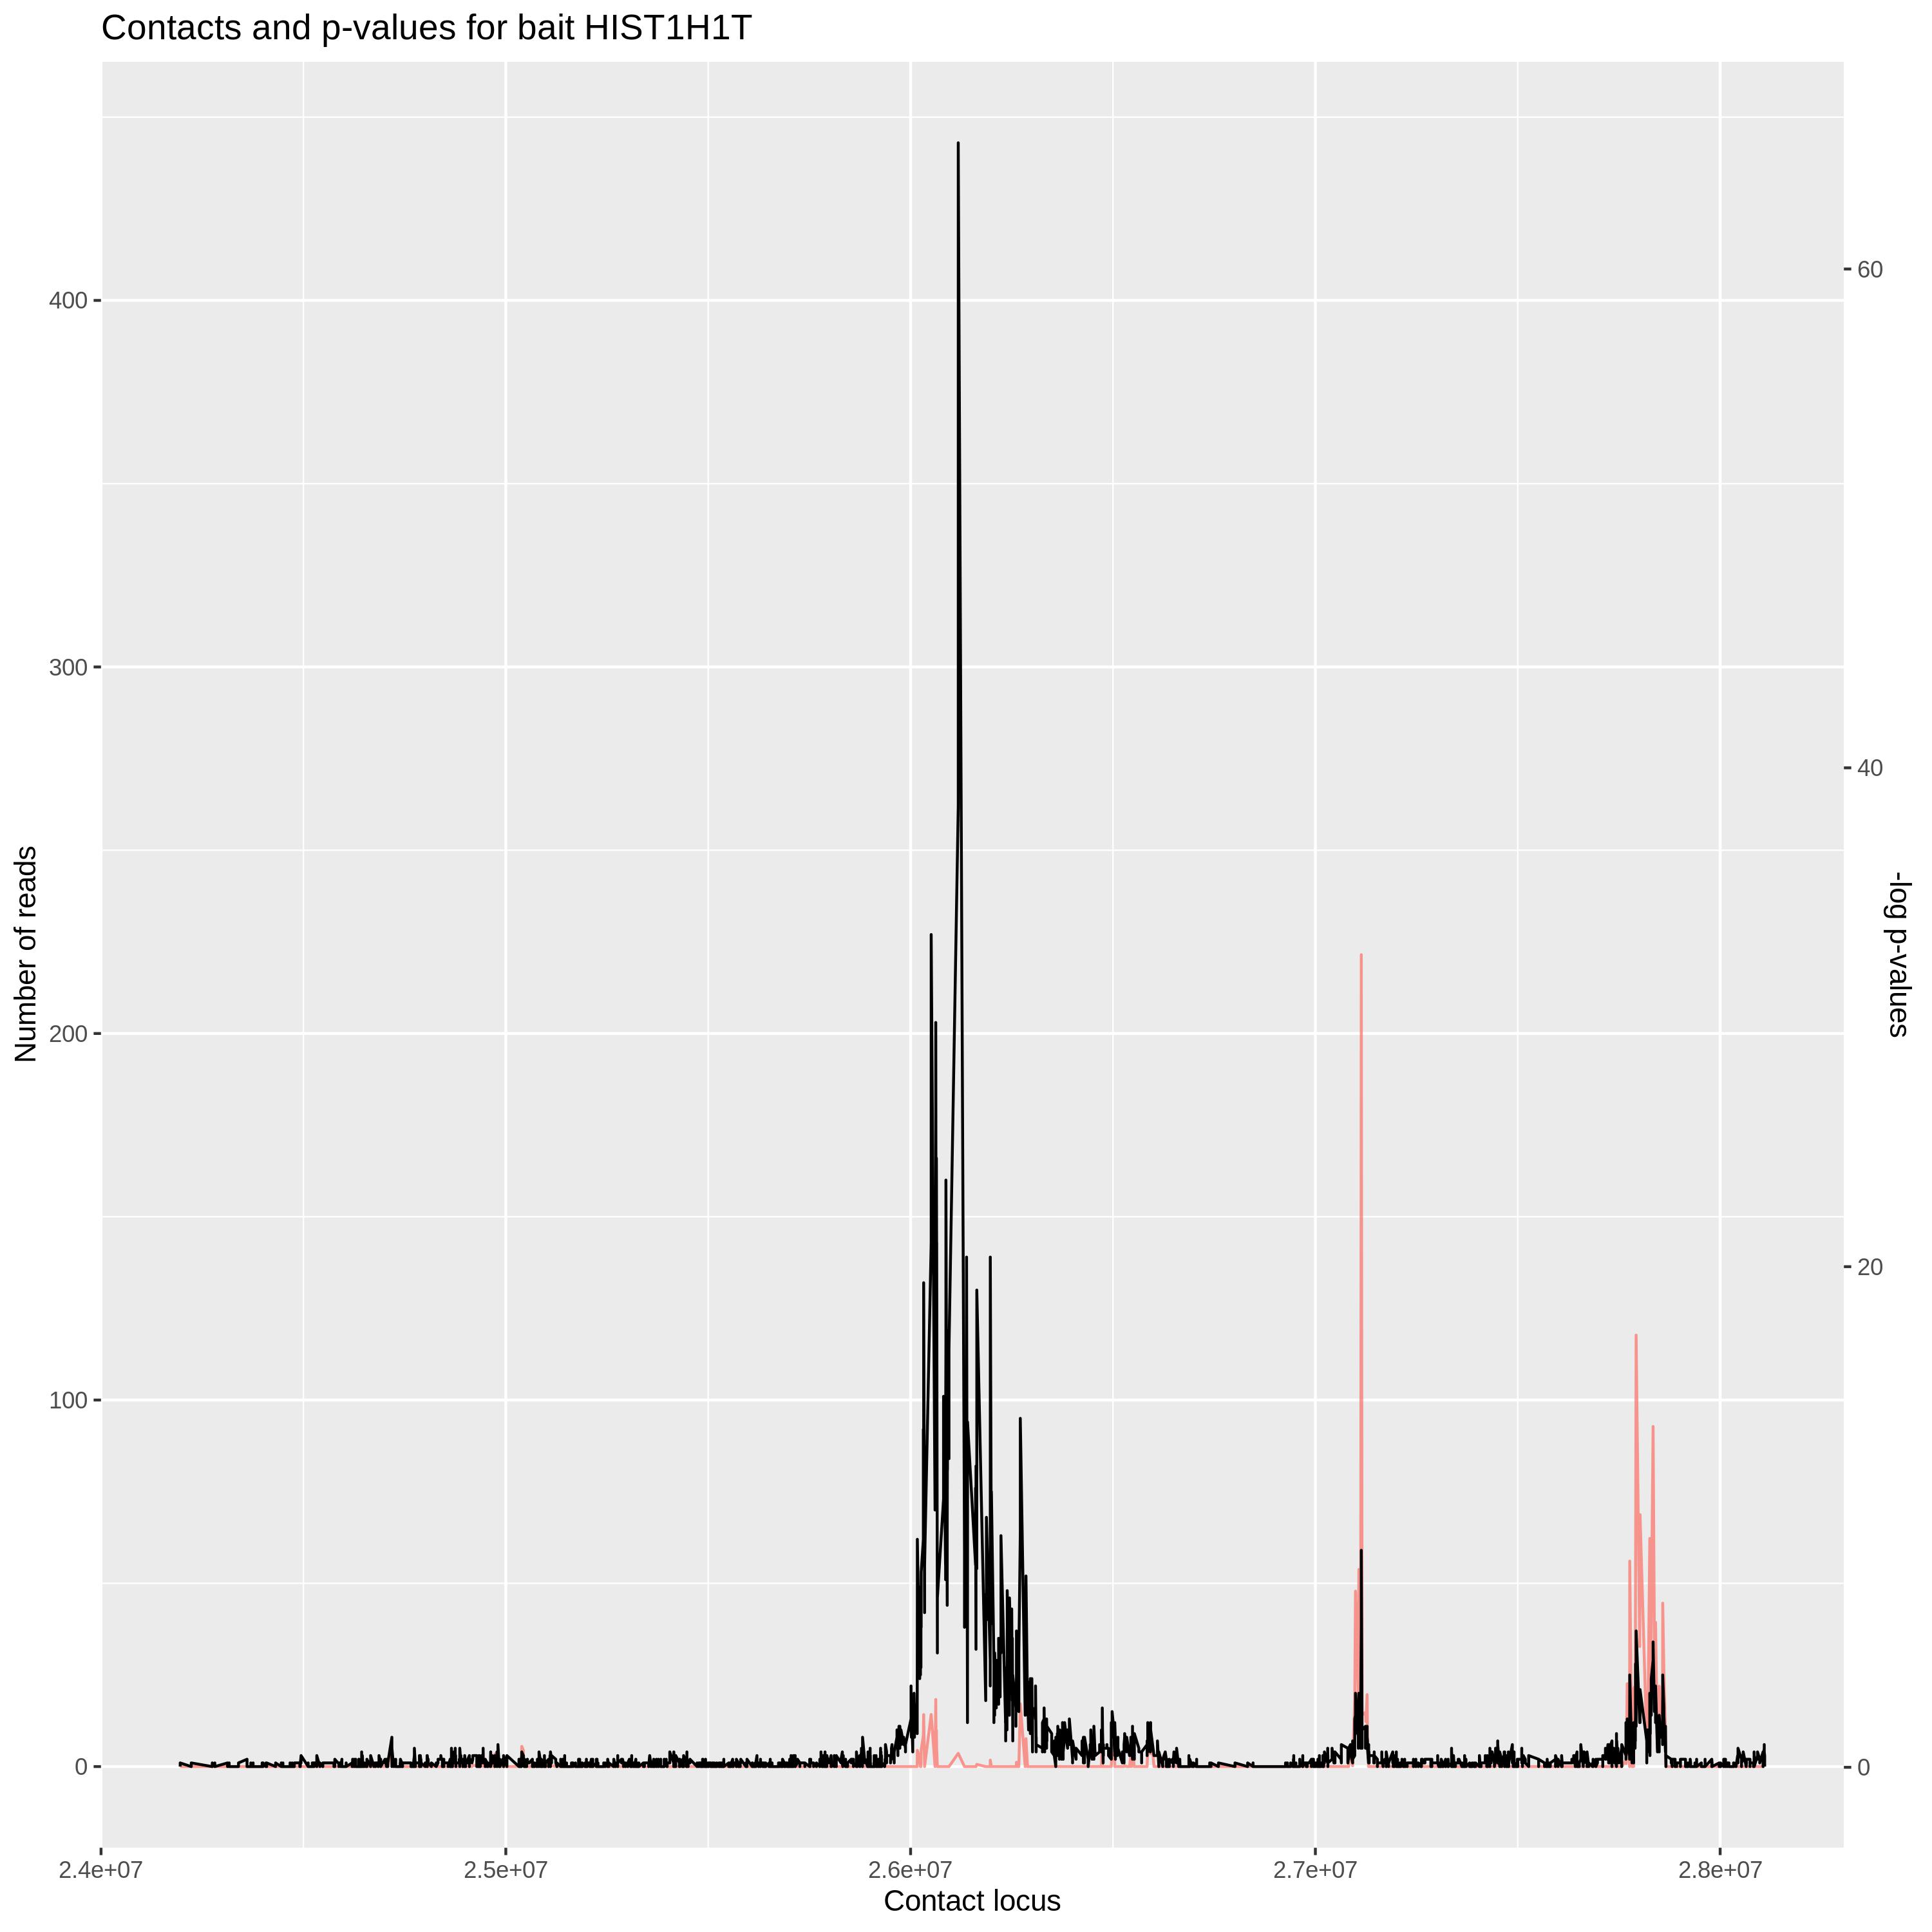 Contacts and p-values for bait HIST1H1T
Number of reads
400
300
200
100
0
60
40
20
0
-log p-values
2.4e+07
2.5e+07
2.6e+07
2.7e+07
2.8e+07
Contact locus